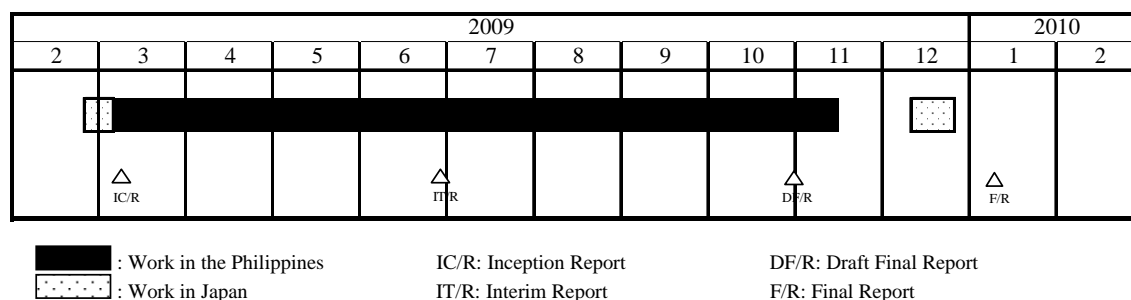 2009 2010
2 3 4 5 6 7 8 9 10 11 12 1 2
IC/R IT/R DF/R F/R
: Work in the Philippines IC/R: Inception Report DF/R: Draft Final Report
: Work in Japan IT/R: Interim Report F/R: Final Report